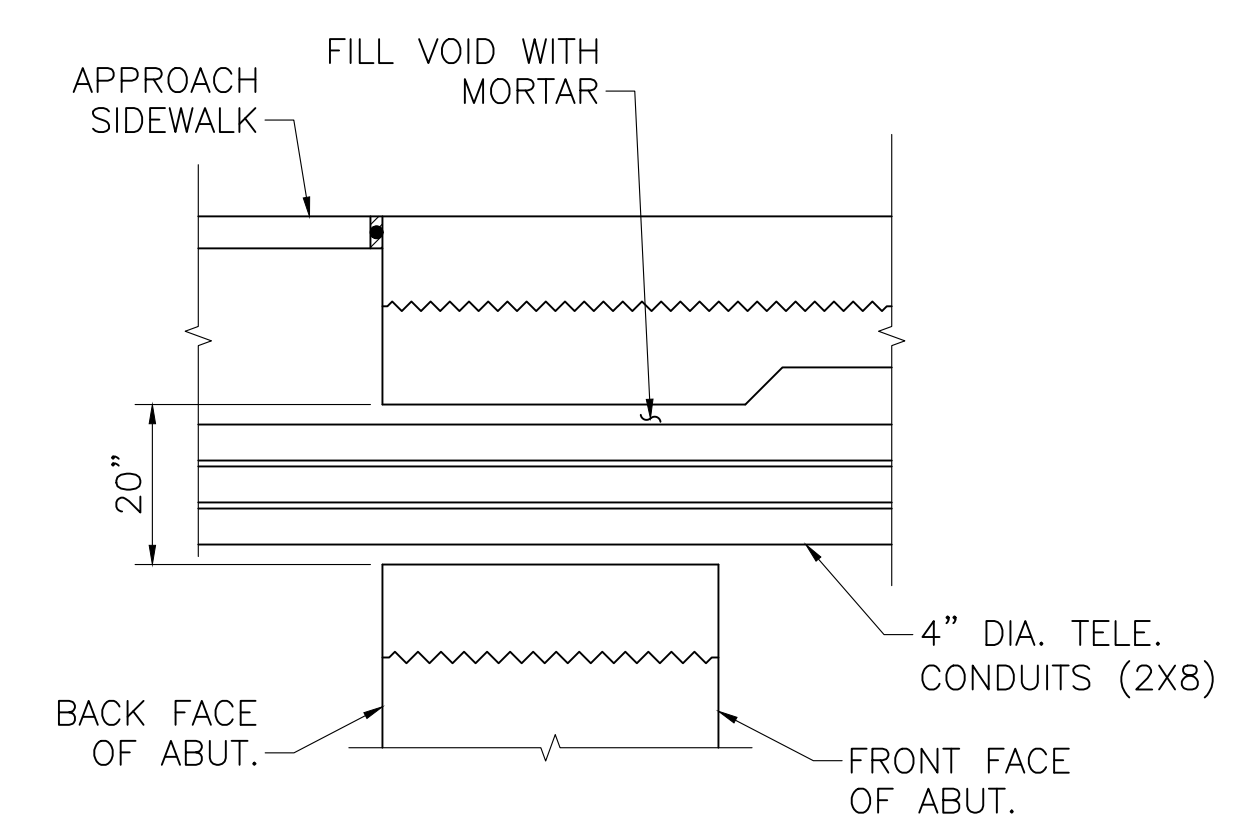 FILL VOID WITH
MORTAR
APPROACH
SIDEWALK
20"
4" DIA. TELE.
CONDUITS (2X8)
BACK FACE
OF ABUT.
FRONT FACE
OF ABUT.